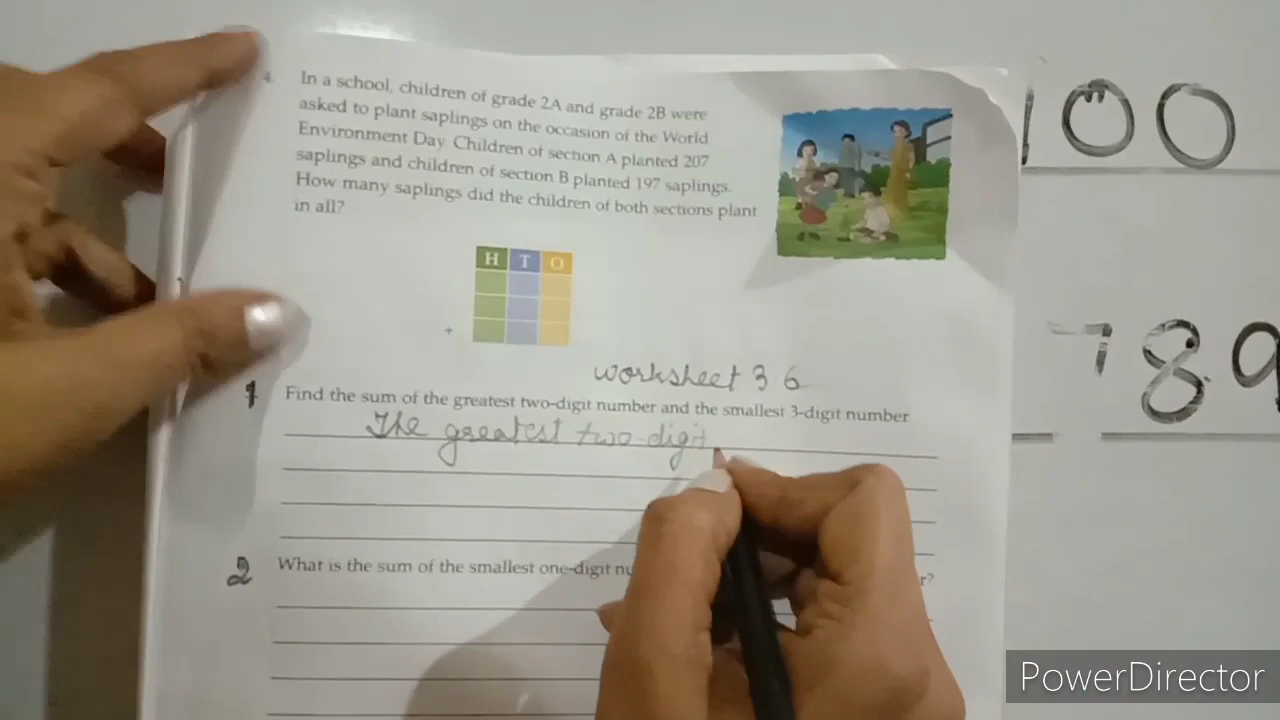 4. In a school, children of grade 2A and grade 2B were
asked to plant saplings on the occasion of the World
Environment Day. Children of section A planted 207
saplings and children of section B planted 197 saplings.
How many saplings did the children of both sections plant
in all?
H T O
+
worksheet 3 6
1 Find the sum of the greatest two-digit number and the smallest 3-digit number
The greatest two-digit
2 What is the sum of the smallest one-digit
r?
100
789
PowerDirector